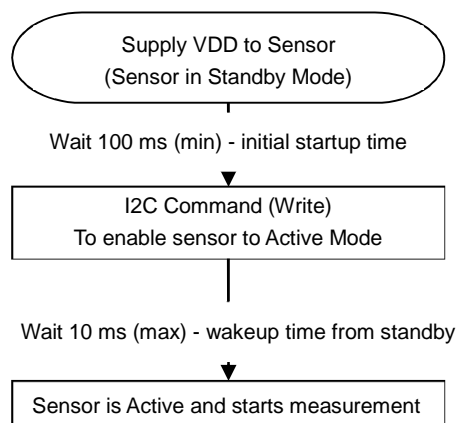 Supply VDD to Sensor
(Sensor in Standby Mode)
Wait 100 ms (min) - initial startup time
I2C Command (Write)
To enable sensor to Active Mode
Wait 10 ms (max) - wakeup time from standby
Sensor is Active and starts measurement